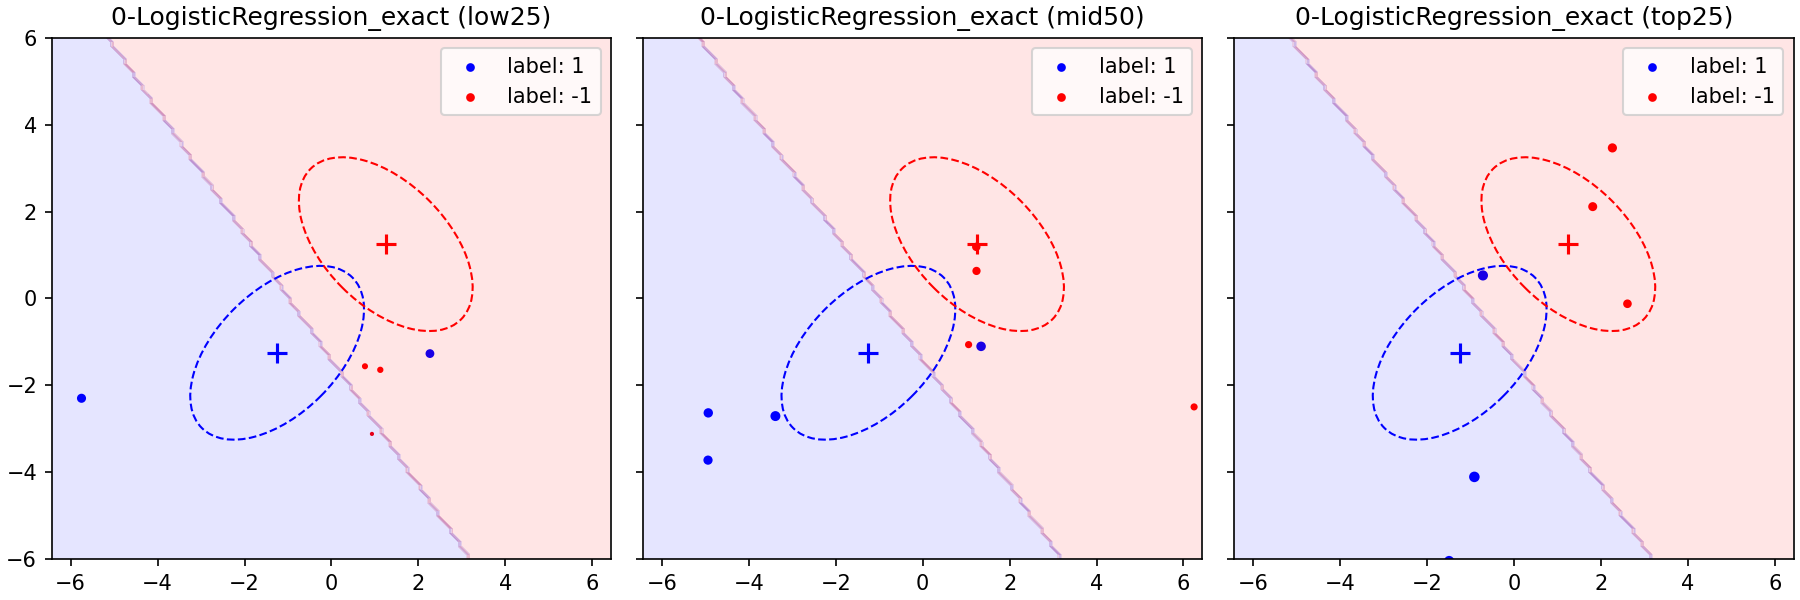 0-LogisticRegression_exact (low25)
0-LogisticRegression_exact (mid50)
0-LogisticRegression_exact (top25)
label: 1
label: -1
label: 1
label: -1
label: 1
label: -1
6
4
2
0
−2
−4
−6
−6 −4 −2 0 2 4 6
−6 −4 −2 0 2 4 6
−6 −4 −2 0 2 4 6